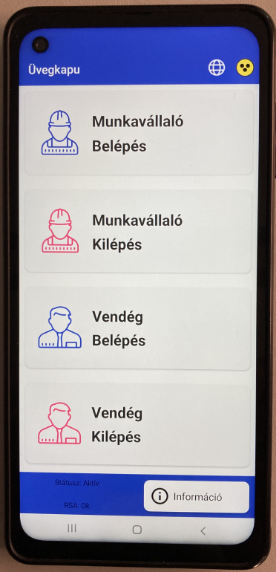 Üvegkapu
Munkavállaló
Belépés
Munkavállaló
Kilépés
Vendég
Belépés
Vendég
Kilépés
Státusz: Aktív
RSA: Ok
Információ